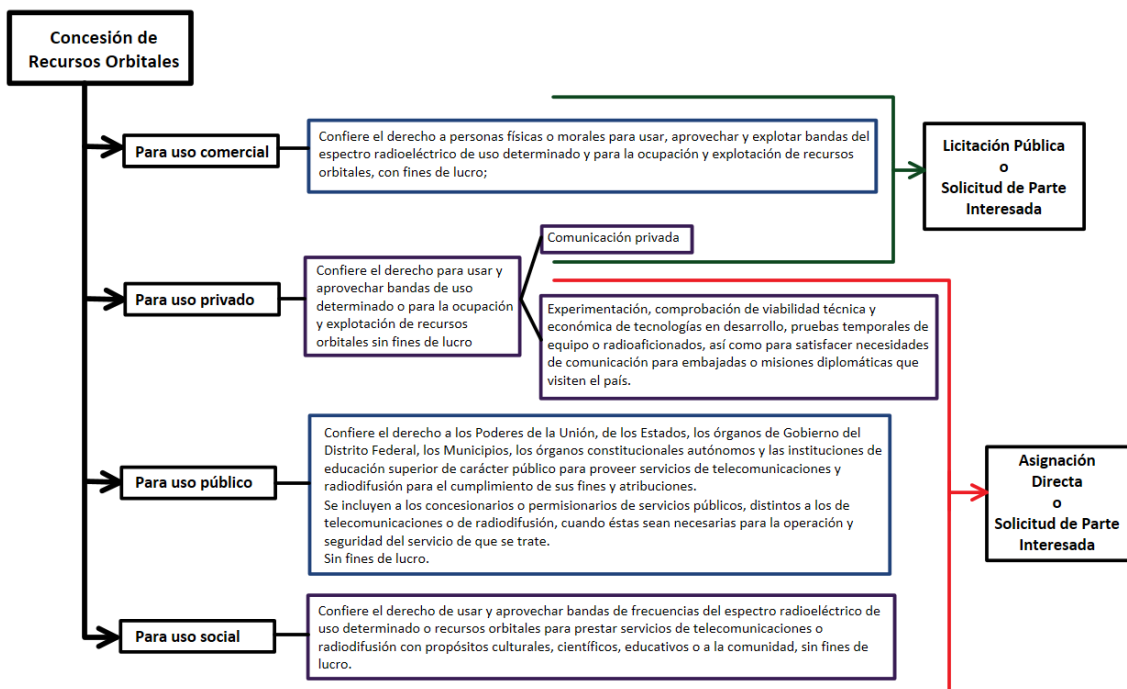 Concesión de
Recursos Orbitales
Para uso comercial
Confiere el derecho a personas físicas o morales para usar, aprovechar y explotar bandas del
espectro radioeléctrico de uso determinado y para la ocupación y explotación de recursos
orbitales, con fines de lucro;
Licitación Pública
o
Solicitud de Parte
Interesada
Para uso privado
Confiere el derecho para usar y
aprovechar bandas de uso
determinado o para la ocupación
y explotación de recursos
orbitales sin fines de lucro
Comunicación privada
Experimentación, comprobación de viabilidad técnica y
económica de tecnologías en desarrollo, pruebas temporales de
equipo o radioaficionados, así como para satisfacer necesidades
de comunicación para embajadas o misiones diplomáticas que
visiten el país.
Para uso público
Confiere el derecho a los Poderes de la Unión, de los Estados, los órganos de Gobierno del
Distrito Federal, los Municipios, los órganos constitucionales autónomos y las instituciones de
educación superior de carácter público para proveer servicios de telecomunicaciones y
radiodifusión para el cumplimiento de sus fines y atribuciones.
Se incluyen a los concesionarios o permisionarios de servicios públicos, distintos a los de
telecomunicaciones o de radiodifusión, cuando éstas sean necesarias para la operación y
seguridad del servicio de que se trate.
Sin fines de lucro.
Asignación
Directa
o
Solicitud de Parte
Interesada
Para uso social
Confiere el derecho de usar y aprovechar bandas de frecuencias del espectro radioeléctrico de
uso determinado o recursos orbitales para prestar servicios de telecomunicaciones o
radiodifusión con propósitos culturales, científicos, educativos o a la comunidad, sin fines de
lucro.